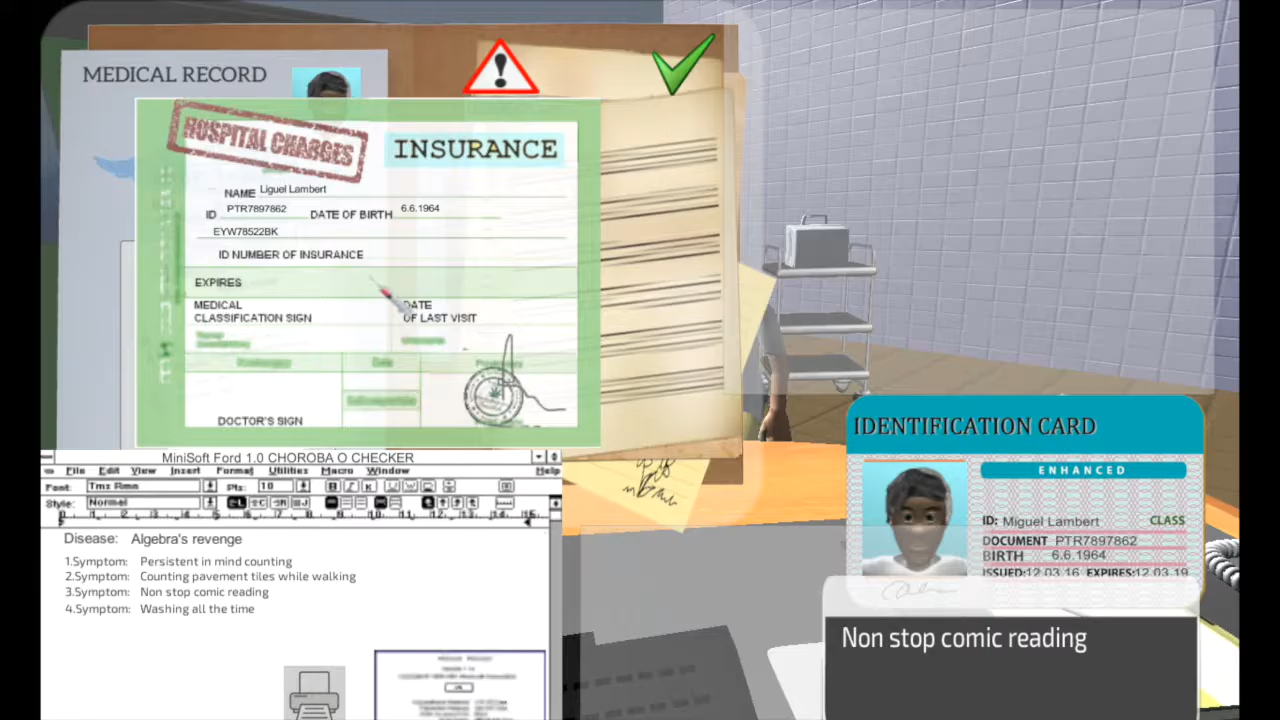 MEDICAL RECORD
HOSPITAL CHARGES
INSURANCE
NAME Liguel Lambert
ID PTR7897862 DATE OF BIRTH 6.6.1964
EYW78522BK
ID NUMBER OF INSURANCE
EXPIRES
MEDICAL
CLASSIFICATION SIGN
DATE
OF LAST VISIT
DOCTOR'S SIGN
MiniSoft Ford 1.0 CHOROBA O CHECKER
File Edit View Insert Format Utilities Macro Window Help
Font: Tmz Rmn Pts: 10
Style: Normal
Disease: Algebra's revenge
1.Symptom: Persistent in mind counting
2.Symptom: Counting pavement tiles while walking
3.Symptom: Non stop comic reading
4.Symptom: Washing all the time
IDENTIFICATION CARD
ENHANCED
ID: Miguel Lambert CLASS
DOCUMENT PTR7897862
BIRTH 6.6.1964
ISSUED:12.03.16 EXPIRES:12.03.19
Non stop comic reading